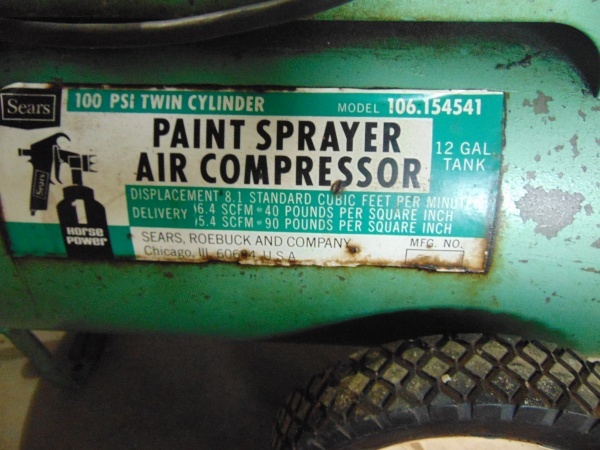 Sears
100 PSI TWIN CYLINDER
MODEL 106.154541
PAINT SPRAYER
AIR COMPRESSOR
12 GAL
TANK
Sears
1
HORSE
POWER
DISPLACEMENT 8.1 STANDARD CUBIC FEET PER MINUTE
DELIVERY 6.4 SCFM 40 POUNDS PER SQUARE INCH
5.4 SCFM 90 POUNDS PER SQUARE INCH
SEARS, ROEBUCK AND COMPANY
Chicago, Ill. U.S.A.
MFG. NO.